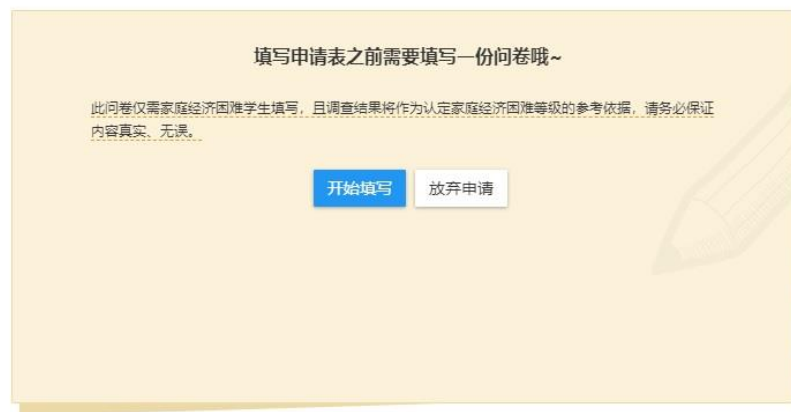 填写申请表之前需要填写一份问卷哦~
此问卷仅需家庭经济困难学生填写，且调查结果将作为认定家庭经济困难等级的参考依据，请务必保证
内容真实、无误。
开始填写 放弃申请